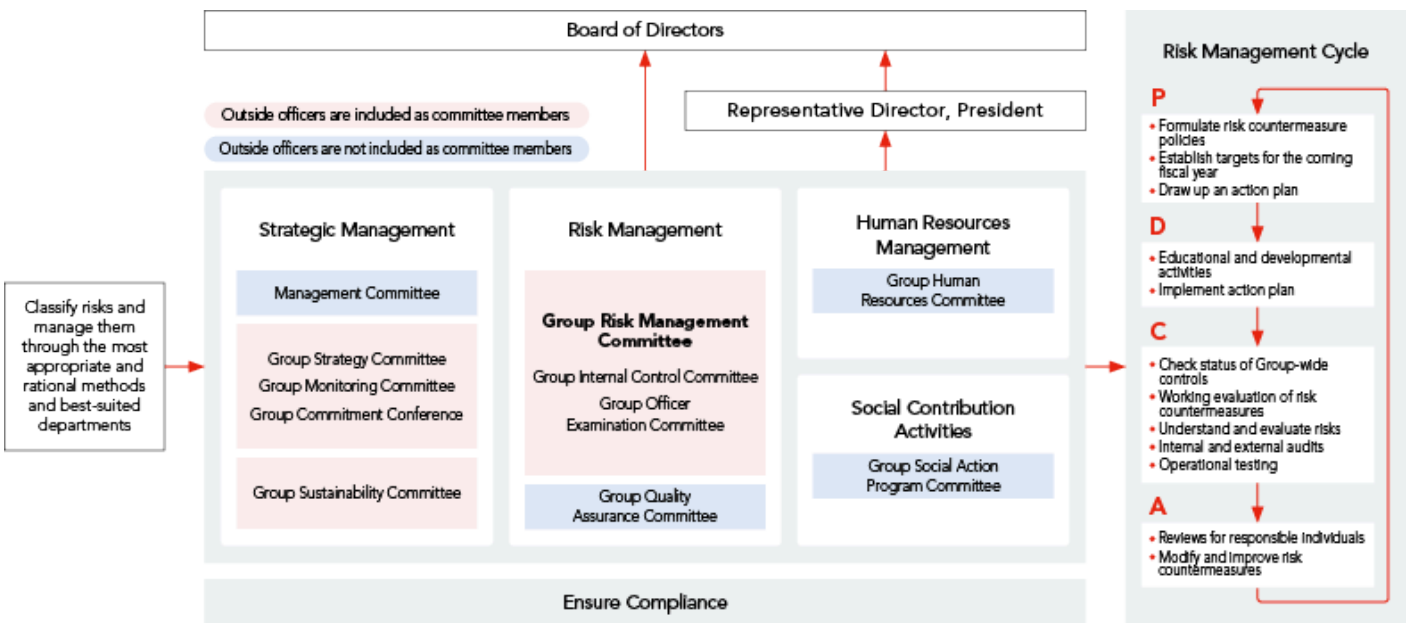 Board of Directors
Representative Director, President
Outside officers are included as committee members
Outside officers are not included as committee members
Classify risks and
manage them
through the most
appropriate and
rational methods
and best-suited
departments
Strategic Management
Management Committee
Group Strategy Committee
Group Monitoring Committee
Group Commitment Conference
Group Sustainability Committee
Risk Management
Group Risk Management
Committee
Group Internal Control Committee
Group Officer
Examination Committee
Group Quality
Assurance Committee
Human Resources
Management
Group Human
Resources Committee
Social Contribution
Activities
Group Social Action
Program Committee
Ensure Compliance
Risk Management Cycle
P
• Formulate risk countermeasure
policies
• Establish targets for the coming
fiscal year
• Draw up an action plan
D
• Educational and developmental
activities
• Implement action plan
C
• Check status of Group-wide
controls
• Working evaluation of risk
countermeasures
• Understand and evaluate risks
• Internal and external audits
• Operational testing
A
• Reviews for responsible individuals
• Modify and improve risk
countermeasures